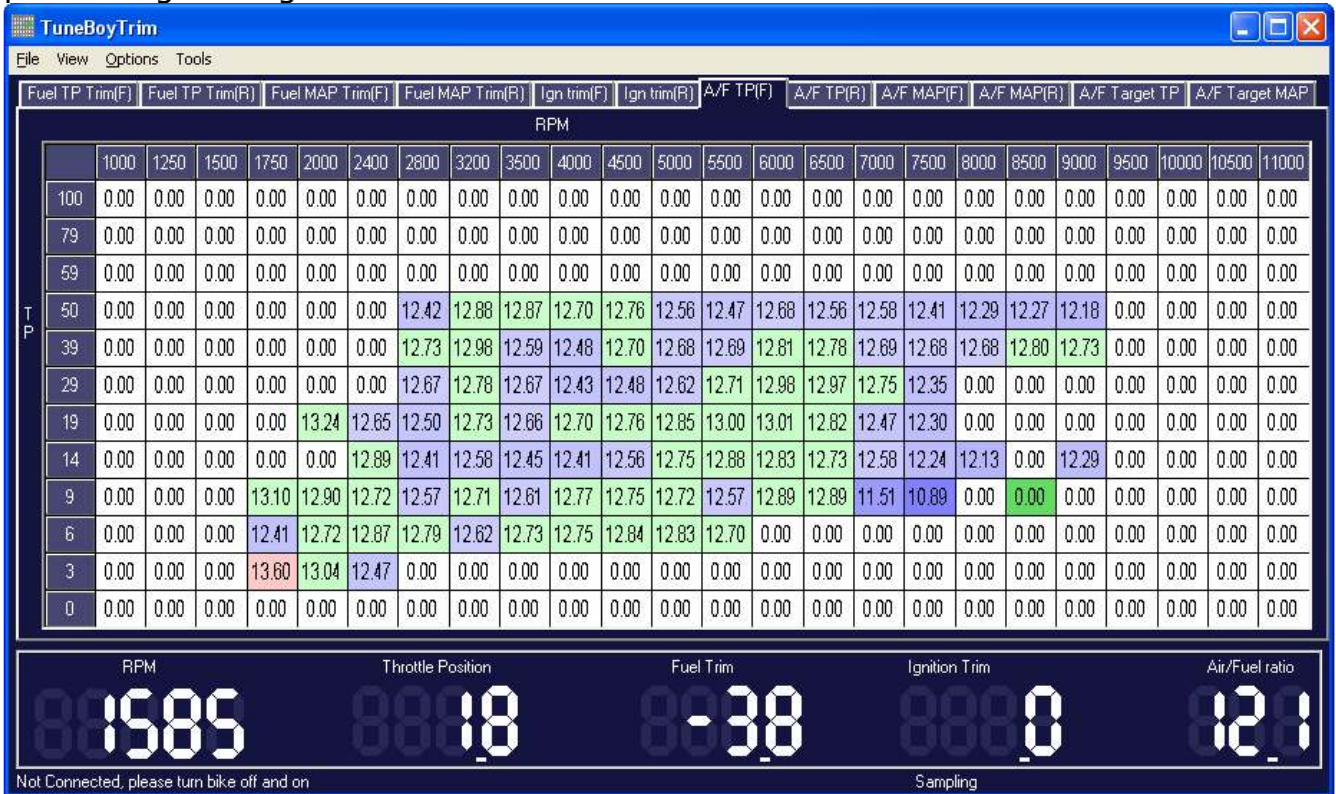 TuneBoyTrim
File View Options Tools
Fuel TP Trim(F) Fuel TP Trim(R) Fuel MAP Trim(F) Fuel MAP Trim(R) Ign trim(F) Ign trim(R) A/F TP(F) A/F TP(R) A/F MAP(F) A/F MAP(R) A/F Target TP A/F Target MAP
RPM
1000 1250 1500 1750 2000 2400 2800 3200 3500 4000 4500 5000 5500 6000 6500 7000 7500 8000 8500 9000 9500 10000 10500 11000
100 0.00 0.00 0.00 0.00 0.00 0.00 0.00 0.00 0.00 0.00 0.00 0.00 0.00 0.00 0.00 0.00 0.00 0.00 0.00 0.00 0.00 0.00 0.00 0.00
79 0.00 0.00 0.00 0.00 0.00 0.00 0.00 0.00 0.00 0.00 0.00 0.00 0.00 0.00 0.00 0.00 0.00 0.00 0.00 0.00 0.00 0.00 0.00 0.00
59 0.00 0.00 0.00 0.00 0.00 0.00 0.00 0.00 0.00 0.00 0.00 0.00 0.00 0.00 0.00 0.00 0.00 0.00 0.00 0.00 0.00 0.00 0.00 0.00
TP
50 0.00 0.00 0.00 0.00 0.00 0.00 12.42 12.88 12.87 12.70 12.76 12.56 12.47 12.68 12.56 12.58 12.41 12.29 12.27 12.18 0.00 0.00 0.00 0.00
39 0.00 0.00 0.00 0.00 0.00 0.00 12.73 12.98 12.59 12.48 12.70 12.68 12.69 12.81 12.78 12.69 12.68 12.68 12.80 12.73 0.00 0.00 0.00 0.00
29 0.00 0.00 0.00 0.00 0.00 0.00 12.67 12.78 12.67 12.43 12.48 12.62 12.71 12.98 12.97 12.75 12.35 0.00 0.00 0.00 0.00 0.00 0.00 0.00
19 0.00 0.00 0.00 0.00 13.24 12.65 12.50 12.73 12.66 12.70 12.76 12.85 13.00 13.01 12.82 12.47 12.30 0.00 0.00 0.00 0.00 0.00 0.00 0.00
14 0.00 0.00 0.00 0.00 0.00 12.89 12.41 12.58 12.45 12.41 12.56 12.75 12.88 12.83 12.73 12.58 12.24 12.13 0.00 12.29 0.00 0.00 0.00 0.00
9 0.00 0.00 0.00 13.10 12.90 12.72 12.57 12.71 12.61 12.77 12.75 12.72 12.57 12.89 12.89 11.51 10.89 0.00 0.00 0.00 0.00 0.00 0.00 0.00
6 0.00 0.00 0.00 12.41 12.72 12.87 12.79 12.62 12.73 12.75 12.84 12.83 12.70 0.00 0.00 0.00 0.00 0.00 0.00 0.00 0.00 0.00 0.00 0.00
3 0.00 0.00 0.00 13.60 13.04 12.47 0.00 0.00 0.00 0.00 0.00 0.00 0.00 0.00 0.00 0.00 0.00 0.00 0.00 0.00 0.00 0.00 0.00 0.00
0 0.00 0.00 0.00 0.00 0.00 0.00 0.00 0.00 0.00 0.00 0.00 0.00 0.00 0.00 0.00 0.00 0.00 0.00 0.00 0.00 0.00 0.00 0.00 0.00
RPM Throttle Position Fuel Trim Ignition Trim Air/Fuel ratio
1585 18 -38 0 121
Not Connected, please turn bike off and on Sampling